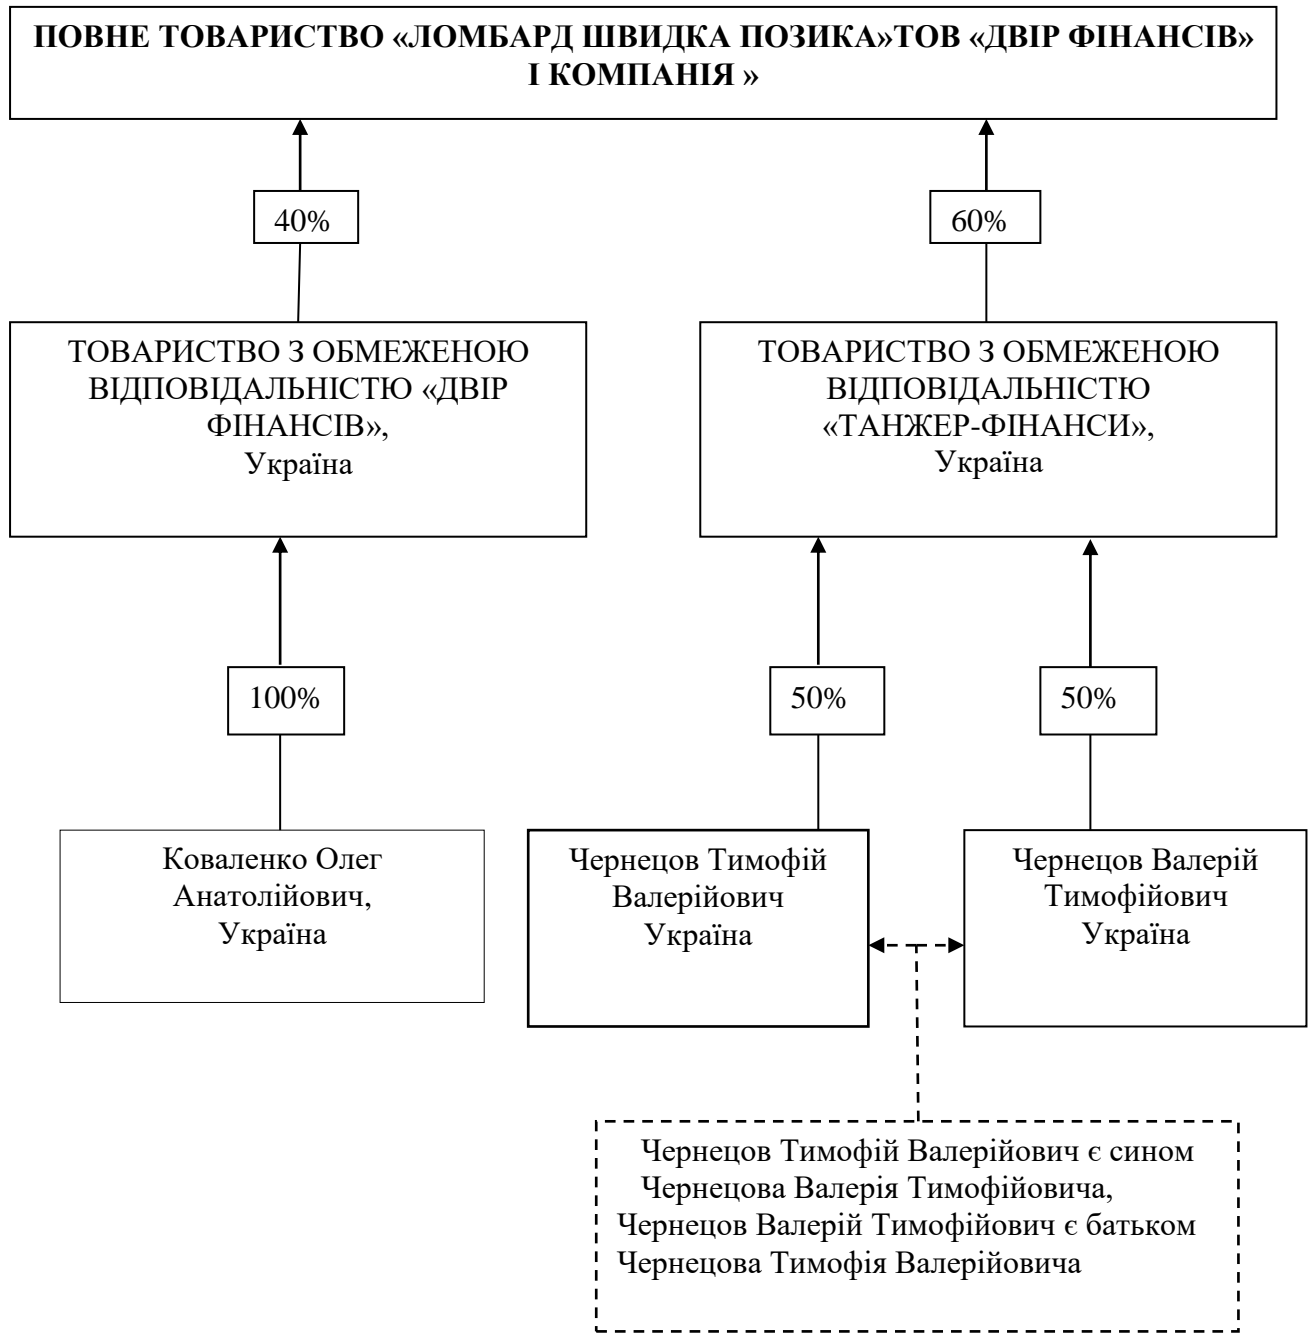 ПОВНЕ ТОВАРИСТВО «ЛОМБАРД ШВИДКА ПОЗИКА»ТОВ «ДВІР ФІНАНСІВ»
І КОМПАНІЯ »
40%
60%
ТОВАРИСТВО З ОБМЕЖЕНОЮ
ВІДПОВІДАЛЬНІСТЮ «ДВІР
ФІНАНСІВ»,
Україна
ТОВАРИСТВО З ОБМЕЖЕНОЮ
ВІДПОВІДАЛЬНІСТЮ
«ТАНЖЕР-ФІНАНСИ»,
Україна
100%
50%
50%
Коваленко Олег
Анатолійович,
Україна
Чернецов Тимофій
Валерійович
Україна
Чернецов Валерій
Тимофійович
Україна
Чернецов Тимофій Валерійович є сином
Чернецова Валерія Тимофійовича,
Чернецов Валерій Тимофійович є батьком
Чернецова Тимофія Валерійовича